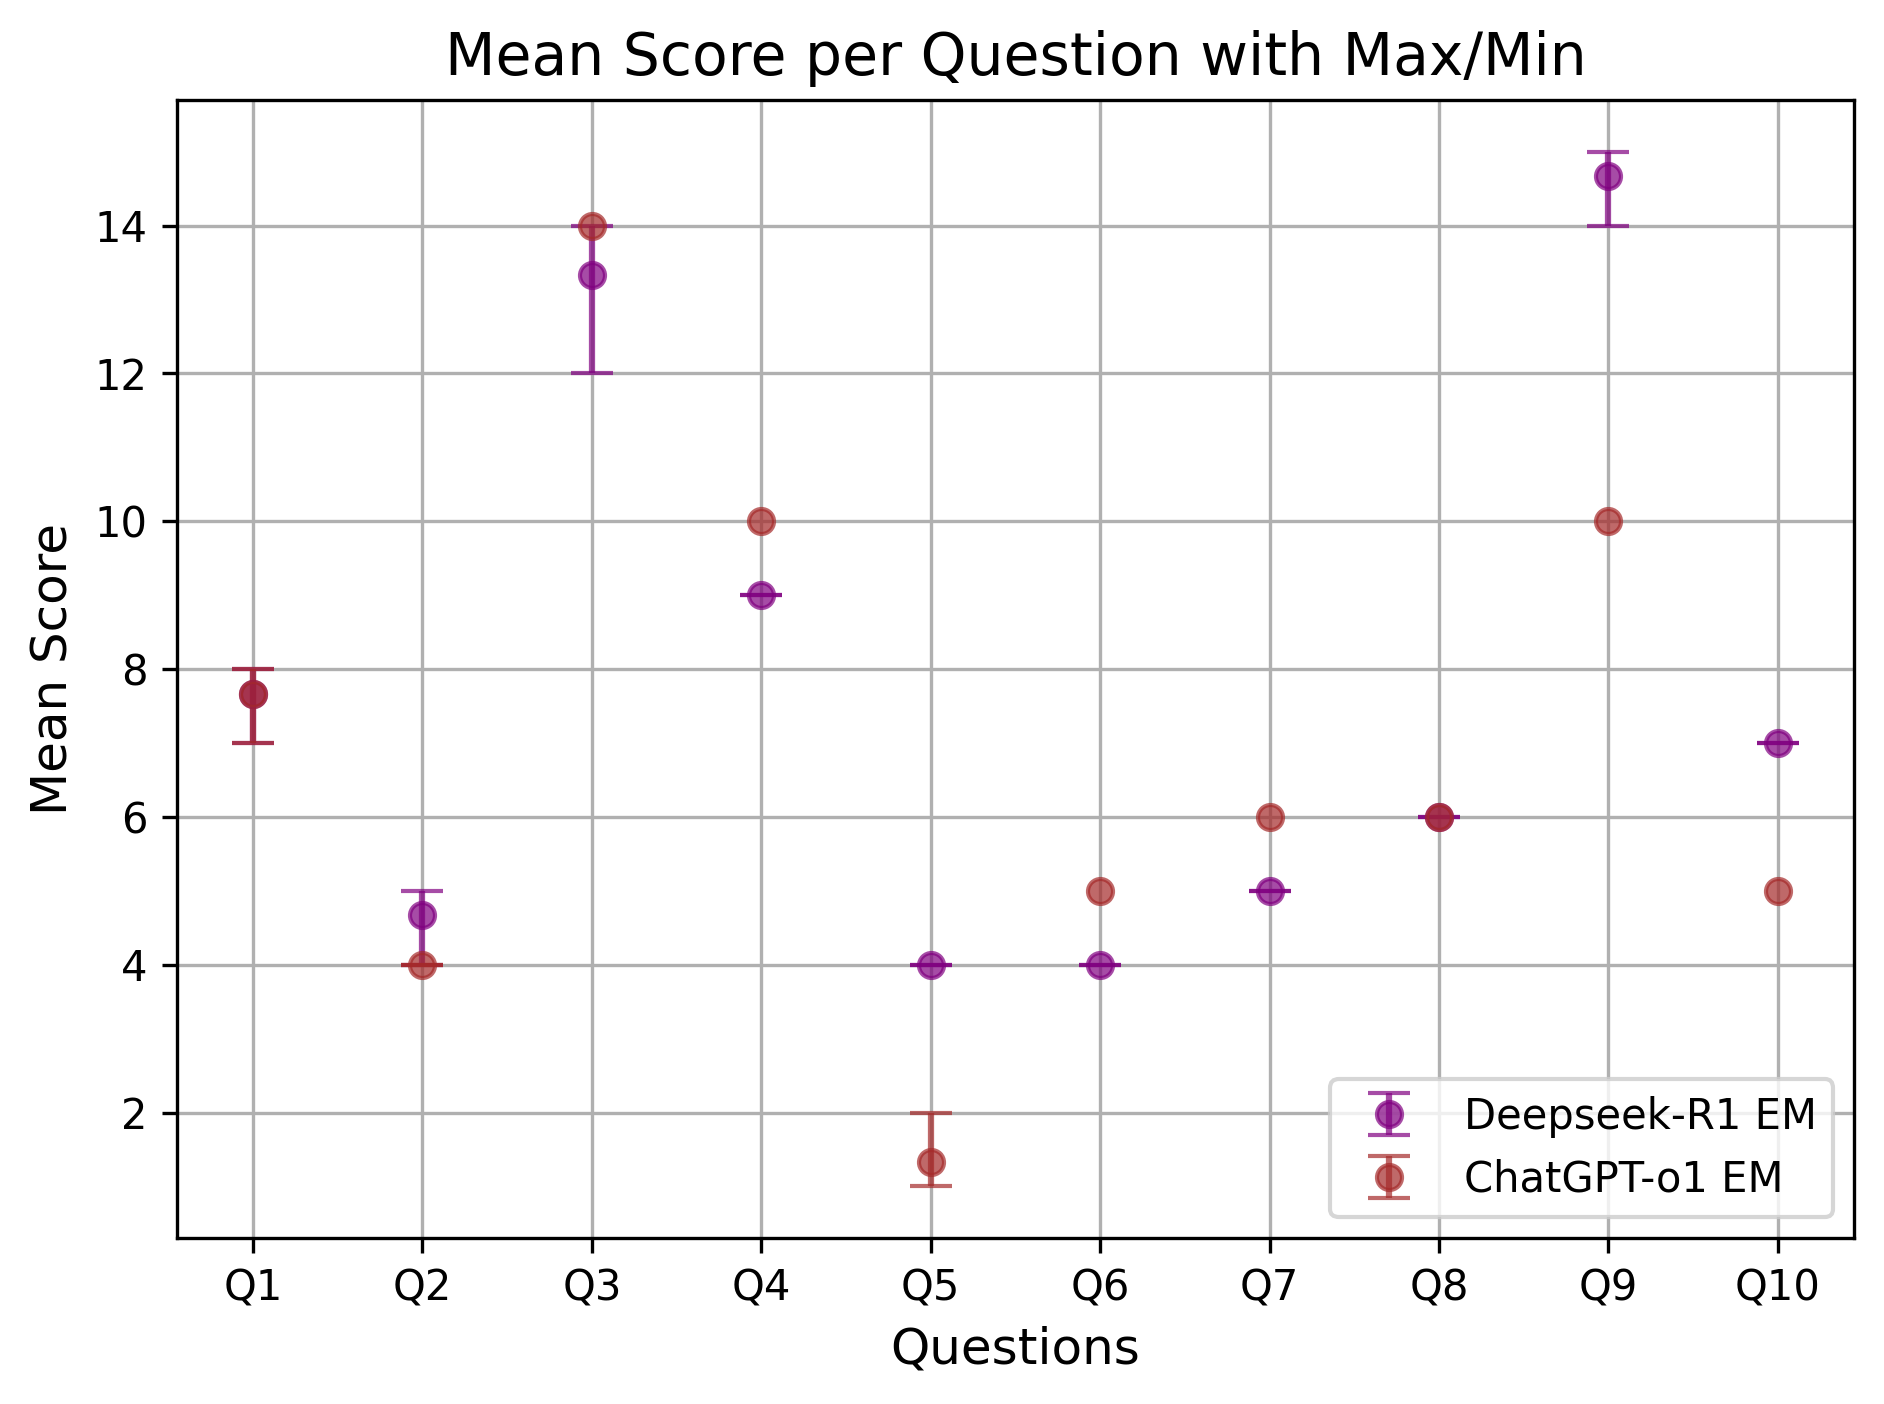 Mean Score per Question with Max/Min
Mean Score
14
12
10
8
6
4
2
Q1 Q2 Q3 Q4 Q5 Q6 Q7 Q8 Q9 Q10
Questions
Deepseek-R1 EM
ChatGPT-o1 EM